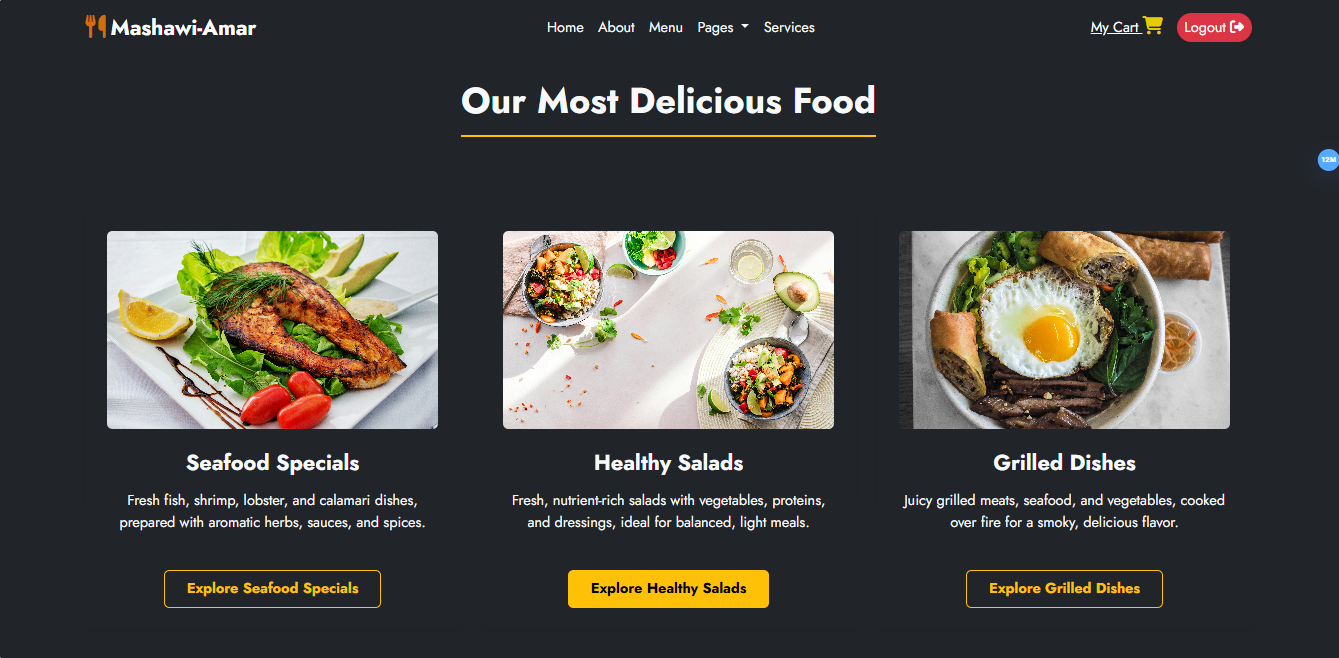 Mashawi-Amar
Home About Menu Pages Services
My Cart
Logout
Our Most Delicious Food
12M
Seafood Specials
Fresh fish, shrimp, lobster, and calamari dishes,
prepared with aromatic herbs, sauces, and spices.
Explore Seafood Specials
Healthy Salads
Fresh, nutrient-rich salads with vegetables, proteins,
and dressings, ideal for balanced, light meals.
Explore Healthy Salads
Grilled Dishes
Juicy grilled meats, seafood, and vegetables, cooked
over fire for a smoky, delicious flavor.
Explore Grilled Dishes